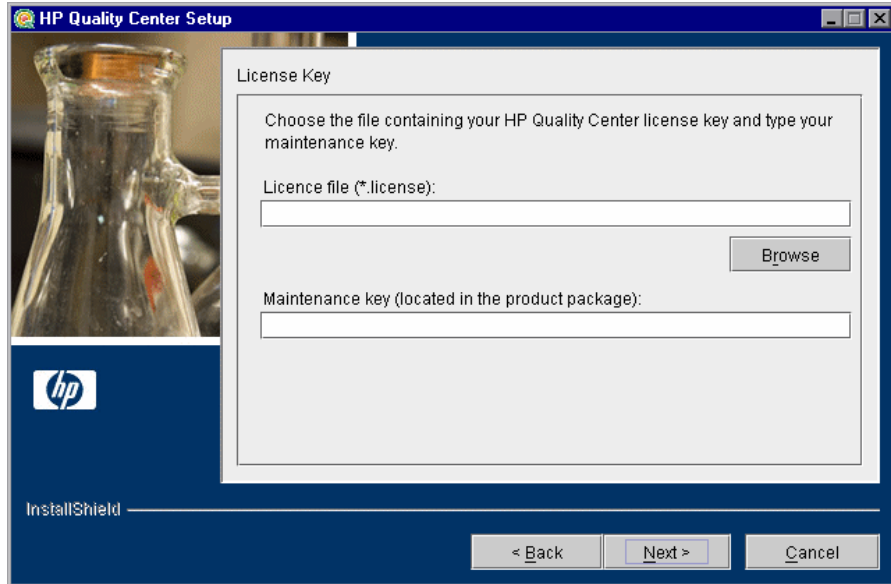 HP Quality Center Setup
License Key
Choose the file containing your HP Quality Center license key and type your
maintenance key.
Licence file (*.license):
Browse
Maintenance key (located in the product package):
hp
InstallShield
< Back
Next >
Cancel